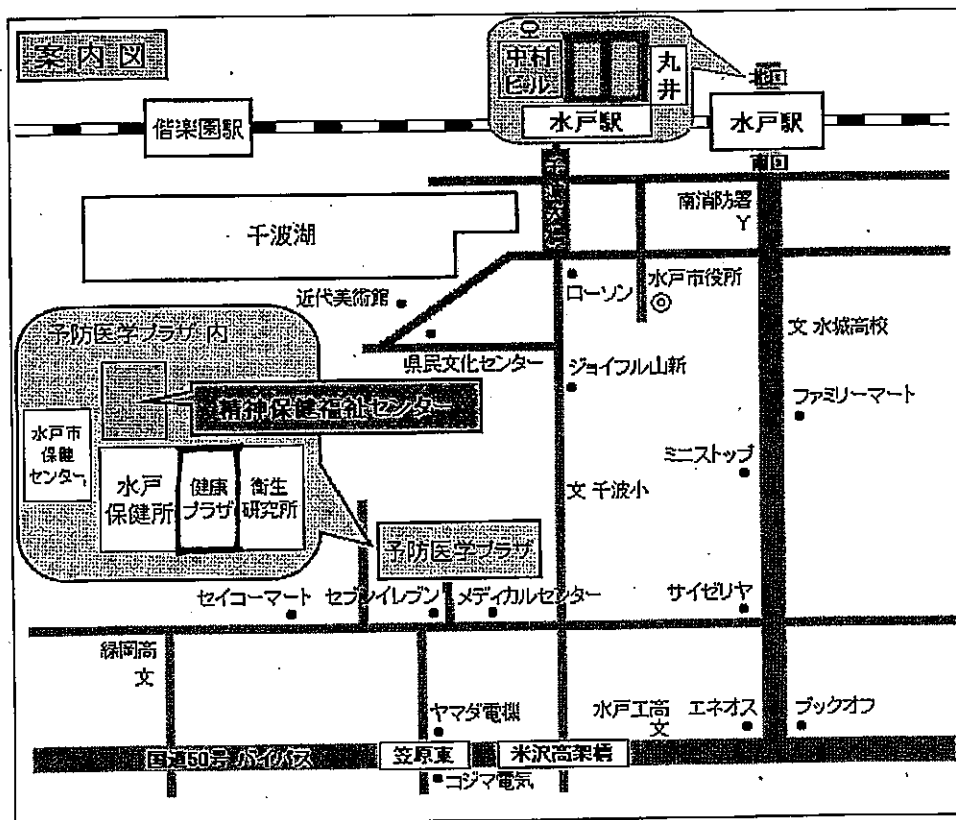 案内図
中村
ビル
丸井
水戸駅
北口
偕楽園駅
水戸駅
南口
千波大橋
南消防署
Y
千波湖
近代美術館
ローソン
水戸市役所
県民文化センター
文 水城高校
ジョイフル山新
予防医学プラザ 内
精神保健福祉センター
ファミリーマート
水戸市
保健
センター
水戸
保健所
健康
プラザ
衛生
研究所
ミニストップ
文 千波小
予防医学プラザ
セイコーマート
セブンイレブン
メディカルセンター
サイゼリヤ
緑岡高
文
ヤマダ電機
水戸工高
文
エネオス
ブックオフ
国道50号 バイパス
笠原東
米沢高架橋
コジマ電気